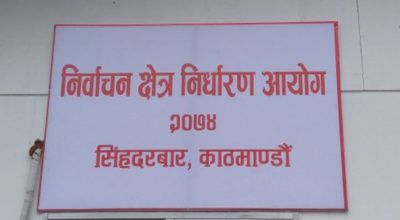 निर्वाचन क्षेत्र निर्धारण आयोग
२०७४
सिंहदरबार, काठमाण्डौं